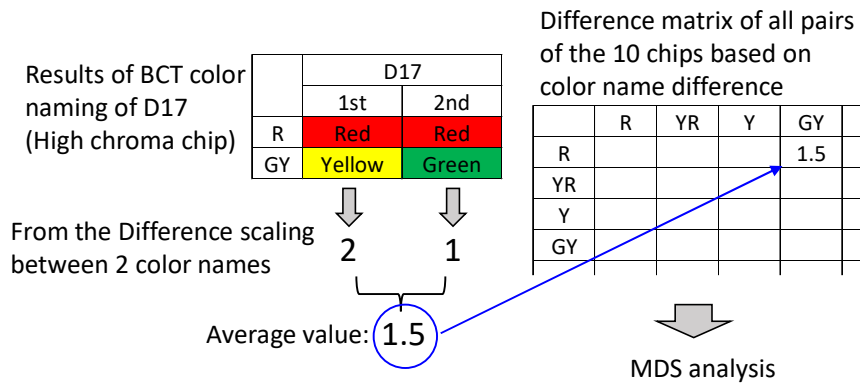 Results of BCT color
naming of D17
(High chroma chip)
D17
1st 2nd
R Red Red
GY Yellow Green
From the Difference scaling
between 2 color names
2 1
Average value: 1.5
Difference matrix of all pairs
of the 10 chips based on
color name difference
R YR Y GY
R 1.5
YR
Y
GY
MDS analysis